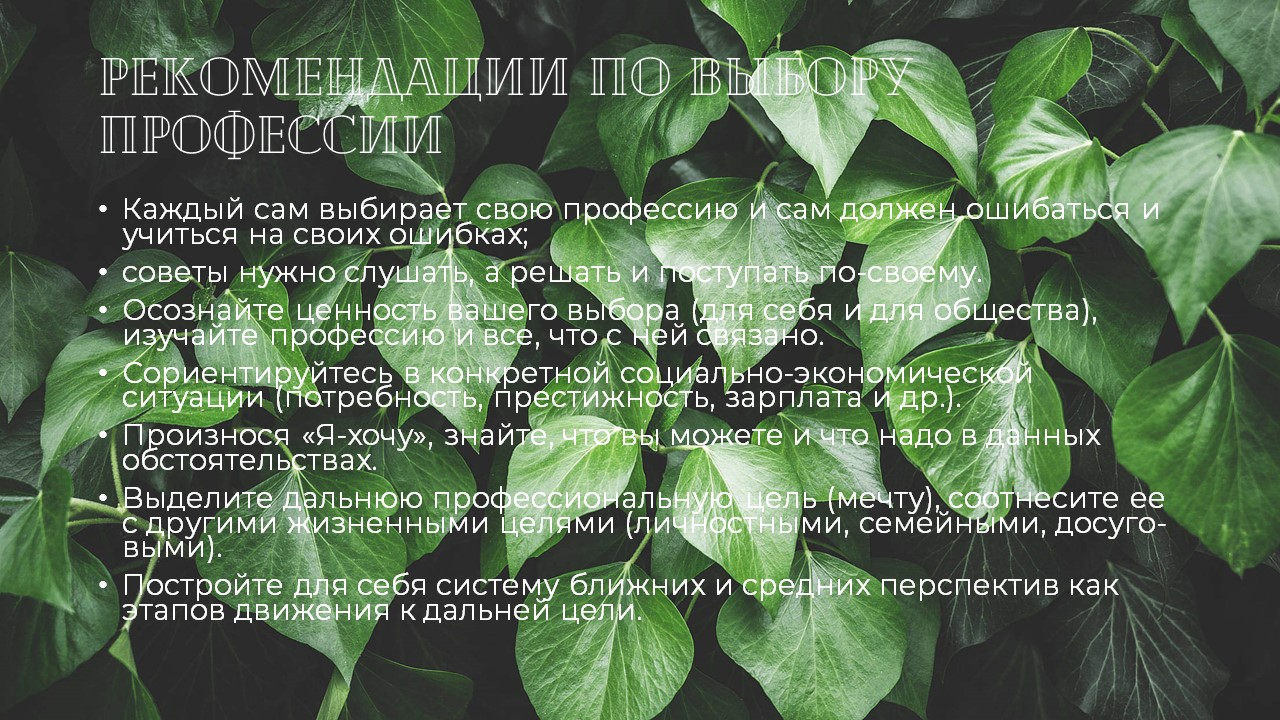 РЕКОМЕНДАЦИИ ПО ВЫБОРУ
ПРОФЕССИИ
• Каждый сам выбирает свою профессию и сам должен ошибаться и
учиться на своих ошибках;
• советы нужно слушать, а решать и поступать по-своему.
• Осознайте ценность вашего выбора (для себя и для общества),
изучайте профессию и все, что с ней связано.
• Сориентируйтесь в конкретной социально-экономической
ситуации (потребность, престижность, зарплата и др.).
• Произнося «Я-хочу», знайте, что вы можете и что надо в данных
обстоятельствах.
• Выделите дальнюю профессиональную цель (мечту), соотнесите ее
с другими жизненными целями (личностными, семейными, досуго-
выми).
• Постройте для себя систему ближних и средних перспектив как
этапов движения к дальней цели.